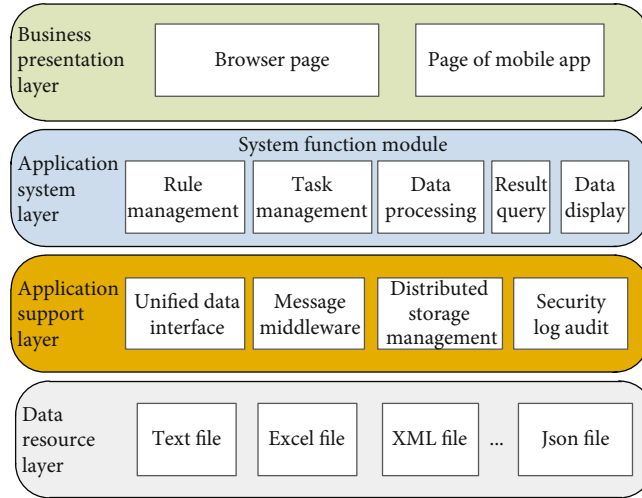 Business
presentation
layer
Browser page
Page of mobile app
Application
system
layer
System function module
Rule
management
Task
management
Data
processing
Result
query
Data
display
Application
support
layer
Unified data
interface
Message
middleware
Distributed
storage
management
Security
log audit
Data
resource
layer
Text file
Excel file
XML file
...
Json file